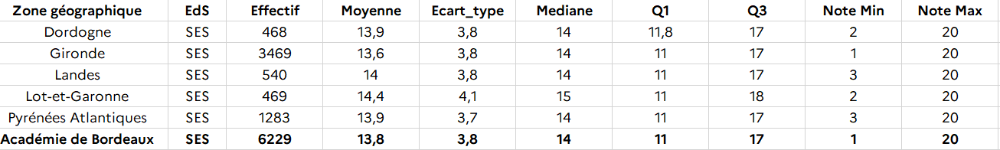 Zone géographique EdS Effectif Moyenne Ecart_type Mediane Q1 Q3 Note Min Note Max
Dordogne SES 468 13,9 3,8 14 11,8 17 2 20
Gironde SES 3469 13,6 3,8 14 11 17 1 20
Landes SES 540 14 3,8 14 11 17 3 20
Lot-et-Garonne SES 469 14,4 4,1 15 11 18 2 20
Pyrénées Atlantiques SES 1283 13,9 3,7 14 11 17 3 20
Académie de Bordeaux SES 6229 13,8 3,8 14 11 17 1 20